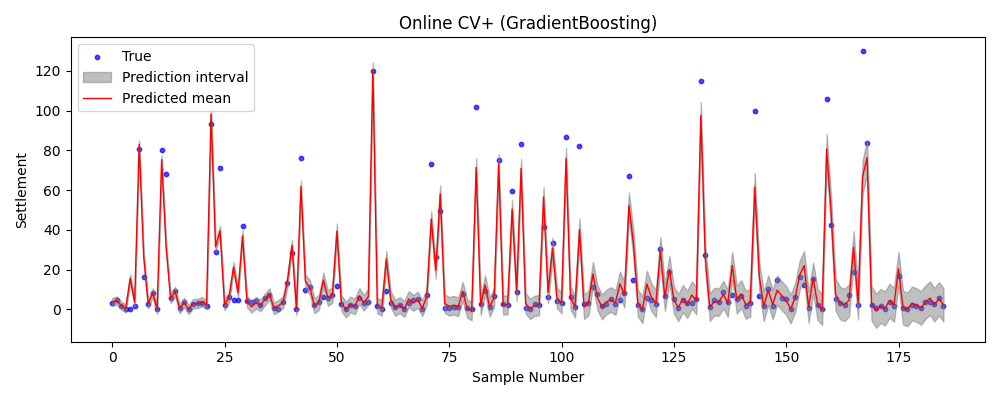 Online CV+ (GradientBoosting)
True
Prediction interval
Predicted mean
Settlement
120
100
80
60
40
20
0
0
25
50
75
100
125
150
175
Sample Number